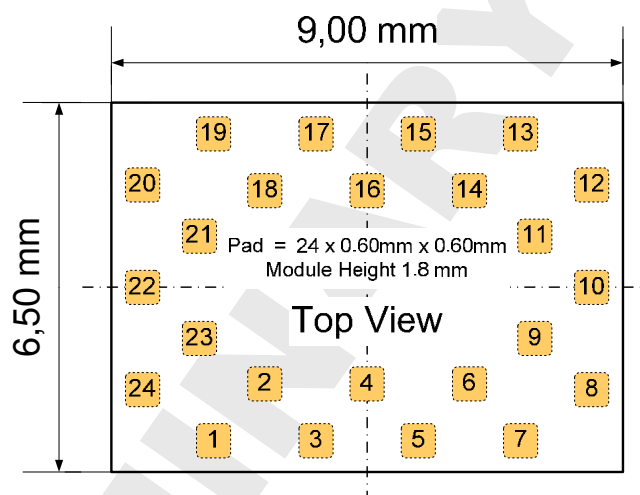 9,00 mm
19 17 15 13
20 18 16 14 12
21 11
Pad = 24 x 0.60mm x 0.60mm
Module Height 1.8 mm
6,50 mm
22 10
Top View
23 9
24 2 4 6 8
1 3 5 7
INARY